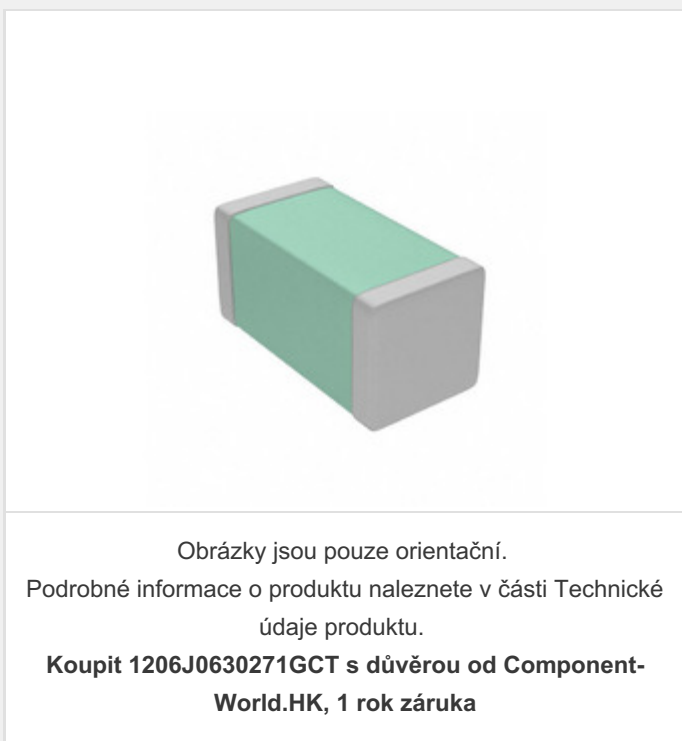 Obrázky jsou pouze orientační.
Podrobné informace o produktu naleznete v části Technické
údaje produktu.
Koupit 1206J0630271GCT s důvěrou od Component-
World.HK, 1 rok záruka